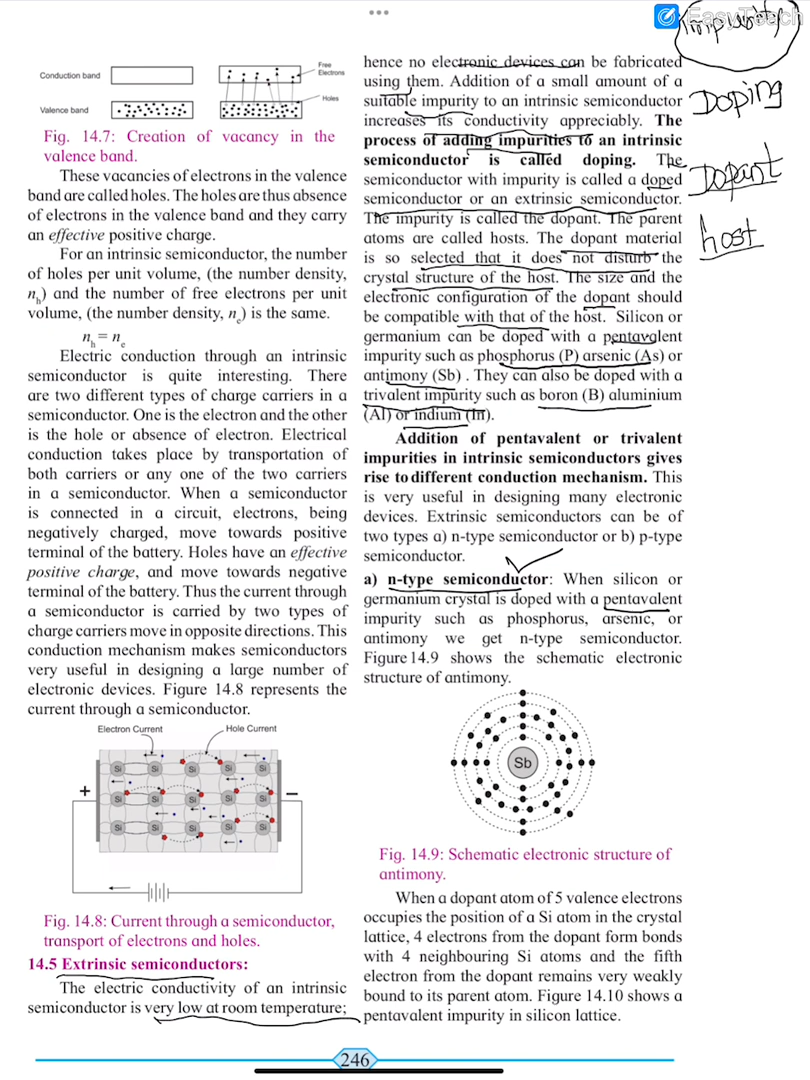 EasyTeach
Impurity
Doping
Dopant
host
Conduction band
Valence band
Free
Electrons
Holes
Fig. 14.7: Creation of vacancy in the
valence band.
These vacancies of electrons in the valence
band are called holes. The holes are thus absence
of electrons in the valence band and they carry
an effective positive charge.
For an intrinsic semiconductor, the number
of holes per unit volume, (the number density,
nh) and the number of free electrons per unit
volume, (the number density, ne) is the same.
nh = ne
Electric conduction through an intrinsic
semiconductor is quite interesting. There
are two different types of charge carriers in a
semiconductor. One is the electron and the other
is the hole or absence of electron. Electrical
conduction takes place by transportation of
both carriers or any one of the two carriers
in a semiconductor. When a semiconductor
is connected in a circuit, electrons, being
negatively charged, move towards positive
terminal of the battery. Holes have an effective
positive charge, and move towards negative
terminal of the battery. Thus the current through
a semiconductor is carried by two types of
charge carriers move in opposite directions. This
conduction mechanism makes semiconductors
very useful in designing a large number of
electronic devices. Figure 14.8 represents the
current through a semiconductor.
Electron Current
Hole Current
Si Si Si Si Si
+
−
Si Si Si Si Si
Si Si Si Si Si
Fig. 14.8: Current through a semiconductor,
transport of electrons and holes.
14.5 Extrinsic semiconductors:
The electric conductivity of an intrinsic
semiconductor is very low at room temperature;
hence no electronic devices can be fabricated
using them. Addition of a small amount of a
suitable impurity to an intrinsic semiconductor
increases its conductivity appreciably. The
process of adding impurities to an intrinsic
semiconductor is called doping. The
semiconductor with impurity is called a doped
semiconductor or an extrinsic semiconductor.
The impurity is called the dopant. The parent
atoms are called hosts. The dopant material
is so selected that it does not disturb the
crystal structure of the host. The size and the
electronic configuration of the dopant should
be compatible with that of the host. Silicon or
germanium can be doped with a pentavalent
impurity such as phosphorus (P) arsenic (As) or
antimony (Sb) . They can also be doped with a
trivalent impurity such as boron (B) aluminium
(Al) or indium (In).
Addition of pentavalent or trivalent
impurities in intrinsic semiconductors gives
rise to different conduction mechanism. This
is very useful in designing many electronic
devices. Extrinsic semiconductors can be of
two types a) n-type semiconductor or b) p-type
semiconductor.
a) n-type semiconductor: When silicon or
germanium crystal is doped with a pentavalent
impurity such as phosphorus, arsenic, or
antimony we get n-type semiconductor.
Figure 14.9 shows the schematic electronic
structure of antimony.
Sb
Fig. 14.9: Schematic electronic structure of
antimony.
When a dopant atom of 5 valence electrons
occupies the position of a Si atom in the crystal
lattice, 4 electrons from the dopant form bonds
with 4 neighbouring Si atoms and the fifth
electron from the dopant remains very weakly
bound to its parent atom. Figure 14.10 shows a
pentavalent impurity in silicon lattice.
246